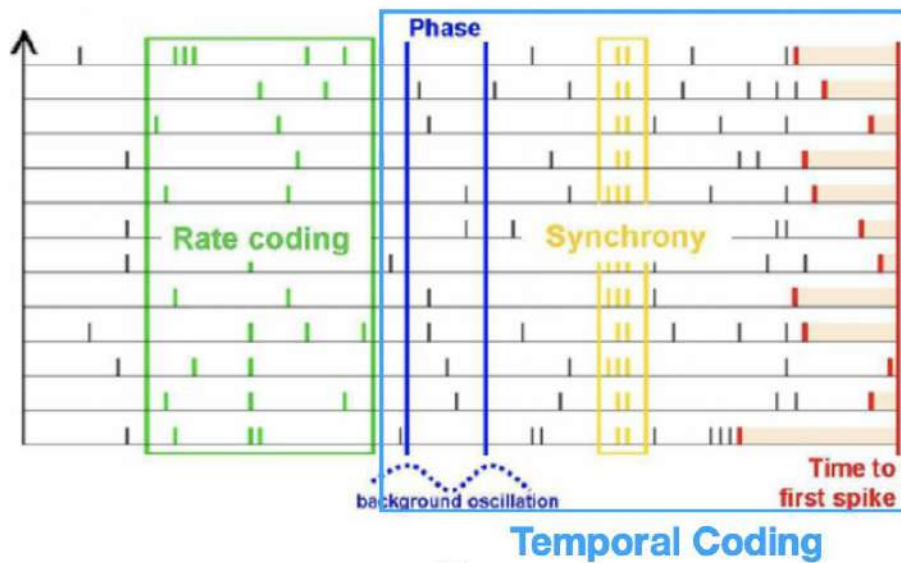 Phase
Rate coding
Synchrony
background oscillation
Time to
first spike
Temporal Coding